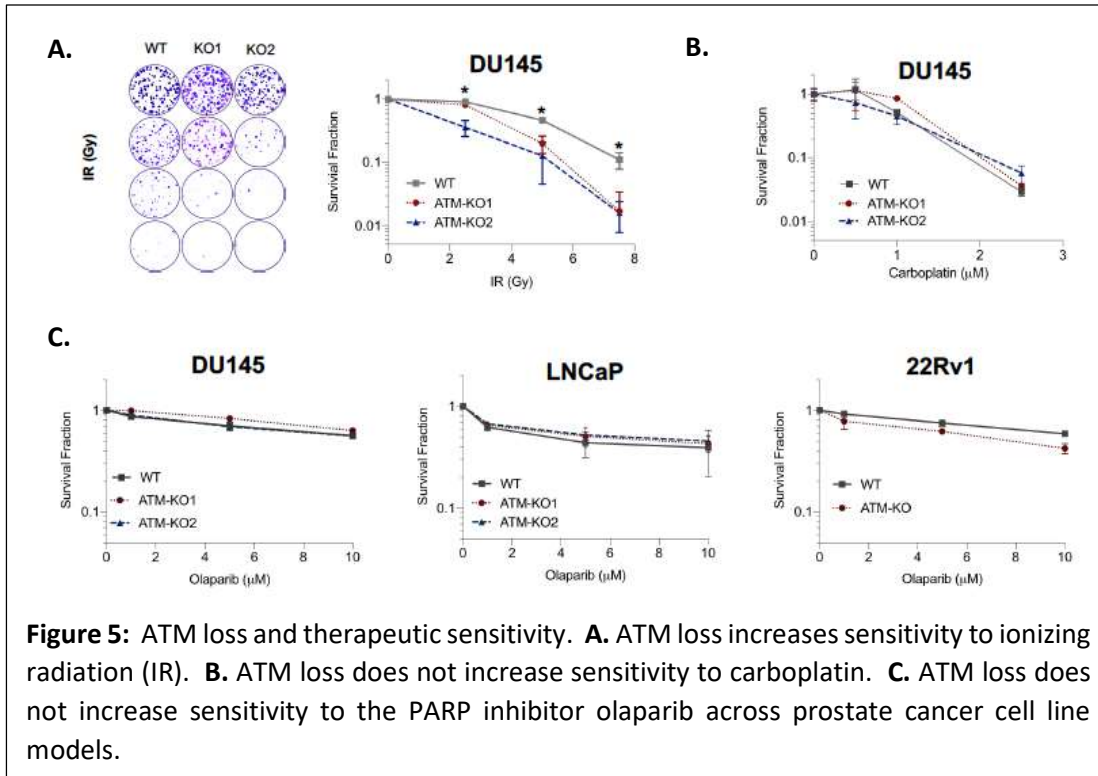 A.
WT KO1 KO2
IR (Gy)
DU145
Survival Fraction
1
0.1
0.01
* * *
WT
ATM-KO1
ATM-KO2
0 2 4 6 8
IR (Gy)
B.
DU145
Survival Fraction
1
0.1
0.01
WT
ATM-KO1
ATM-KO2
0 1 2 3
Carboplatin (μM)
C.
DU145
Survival Fraction
1
0.1
WT
ATM-KO1
ATM-KO2
0 2 4 6 8 10
Olaparib (μM)
LNCaP
Survival Fraction
1
0.1
WT
ATM-KO1
ATM-KO2
0 2 4 6 8 10
Olaparib (μM)
22Rv1
Survival Fraction
1
0.1
WT
ATM-KO
0 2 4 6 8 10
Olaparib (μM)
Figure 5: ATM loss and therapeutic sensitivity. A. ATM loss increases sensitivity to ionizing
radiation (IR). B. ATM loss does not increase sensitivity to carboplatin. C. ATM loss does
not increase sensitivity to the PARP inhibitor olaparib across prostate cancer cell line
models.